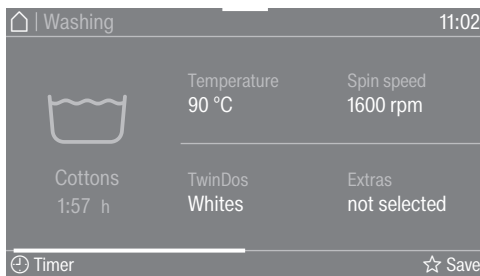 | Washing 11:02
Temperature Spin speed
90 °C 1600 rpm
Cottons TwinDos Extras
1:57 h Whites not selected
Timer Save